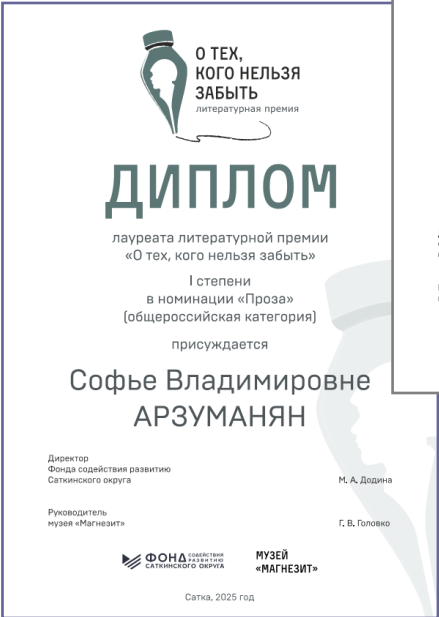 О ТЕХ,
КОГО НЕЛЬЗЯ
ЗАБЫТЬ
литературная премия
ДИПЛОМ
лауреата литературной премии
«О тех, кого нельзя забыть»
I степени
в номинации «Проза»
(общероссийская категория)
присуждается
Софье Владимировне
АРЗУМАНЯН
Директор
Фонда содействия развитию
Саткинского округа
М. А. Додина
Руководитель
музея «Магнезит»
Г. В. Головко
ФОНД СОДЕЙСТВИЯ РАЗВИТИЮ
САТКИНСКОГО ОКРУГА
МУЗЕЙ
«МАГНЕЗИТ»
Сатка, 2025 год